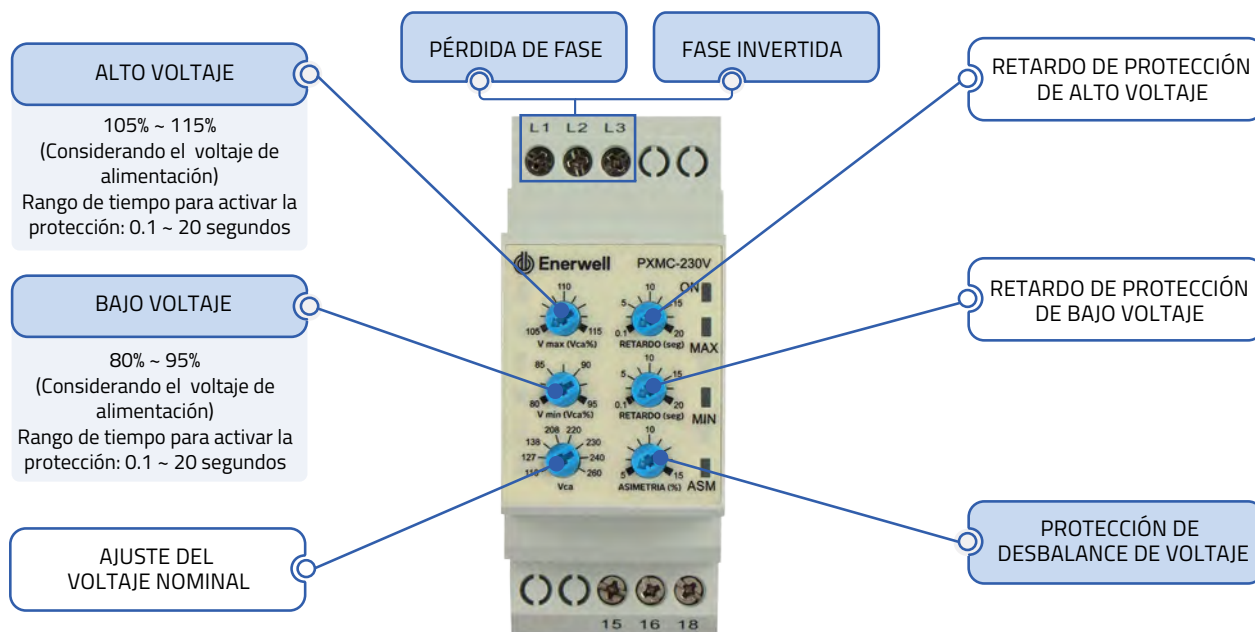 PÉRDIDA DE FASE
FASE INVERTIDA
ALTO VOLTAJE
105% ~ 115%
(Considerando el voltaje de
alimentación)
Rango de tiempo para activar la
protección: 0.1 ~ 20 segundos
BAJO VOLTAJE
80% ~ 95%
(Considerando el voltaje de
alimentación)
Rango de tiempo para activar la
protección: 0.1 ~ 20 segundos
AJUSTE DEL
VOLTAJE NOMINAL
L1 L2 L3
Enerwell PXMC-230V
ON
110
105 115
V max (Vca%)
10
5 15
0.1 20
RETARDO (seg)
MAX
85 90
80 95
V min (Vca%)
10
5 15
0.1 20
RETARDO (seg)
MIN
208 220
138 230
127 240
260
Vca
10
5 15
ASIMETRIA (%)
ASM
15 16 18
RETARDO DE PROTECCIÓN
DE ALTO VOLTAJE
RETARDO DE PROTECCIÓN
DE BAJO VOLTAJE
PROTECCIÓN DE
DESBALANCE DE VOLTAJE